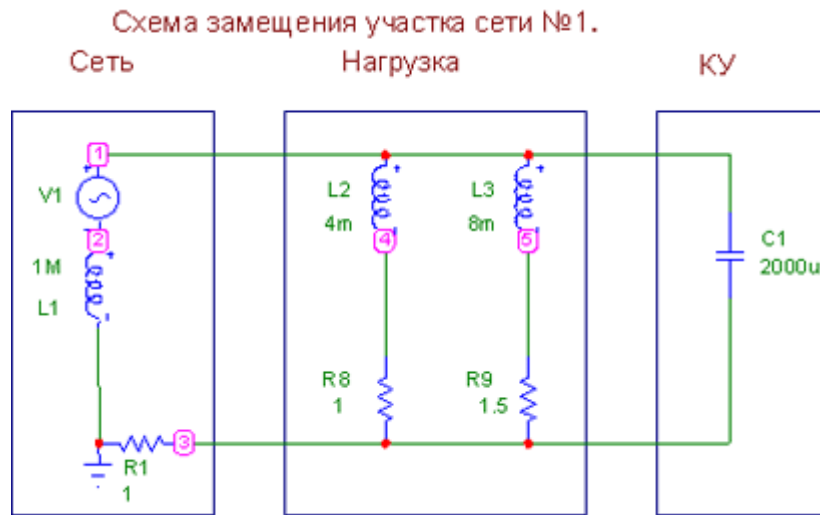 Схема замещения участка сети №1.
Сеть
Нагрузка
КУ
1
V1
2
1M
L1
3
R1
1
L2
4m
4
R8
1
L3
8m
5
R9
1.5
C1
2000u